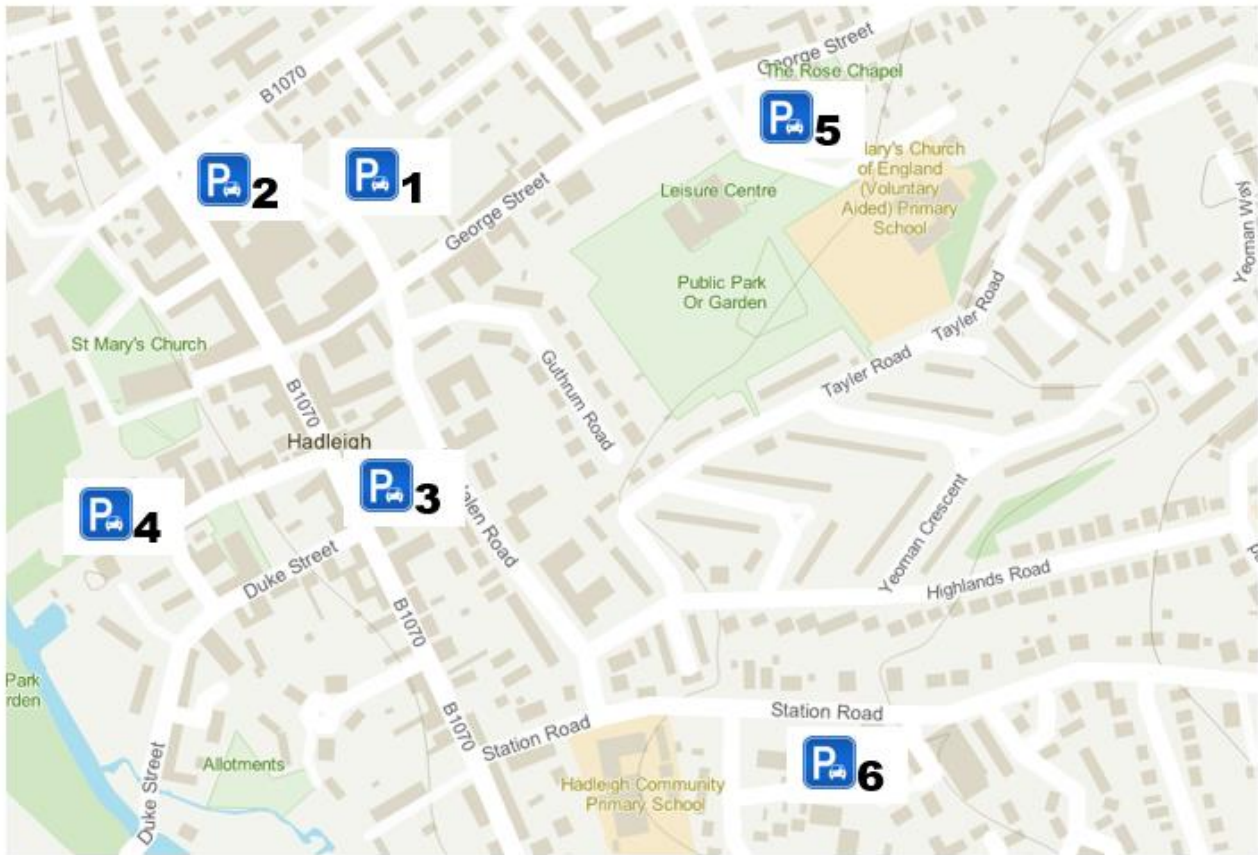 George Street
The Rose Chapel
B1070
P 5
P 2
P 1
Mary's Church
of England
(Voluntary
Aided) Primary
School
Leisure Centre
George Street
Yeoman Way
Public Park
Or Garden
Tayler Road
St Mary's Church
Tayler Road
Guthrum Road
B1070
Hadleigh
P 3
P 4
Road
Yeoman Crescent
Duke Street
Highlands Road
B1070
Park
Station Road
B1070
Station Road
P 6
Allotments
Hadleigh Community
Primary School
Duke Street